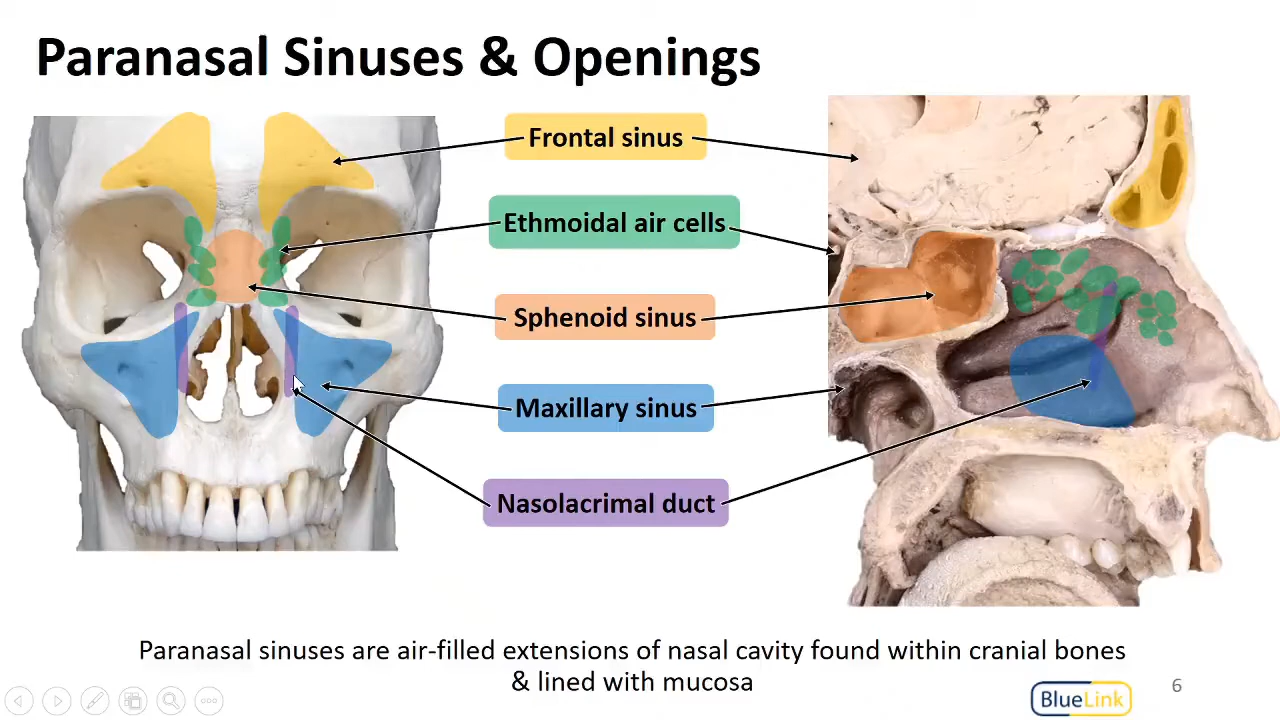 Paranasal Sinuses & Openings
Frontal sinus
Ethmoidal air cells
Sphenoid sinus
Maxillary sinus
Nasolacrimal duct
Paranasal sinuses are air-filled extensions of nasal cavity found within cranial bones
& lined with mucosa
BlueLink
6